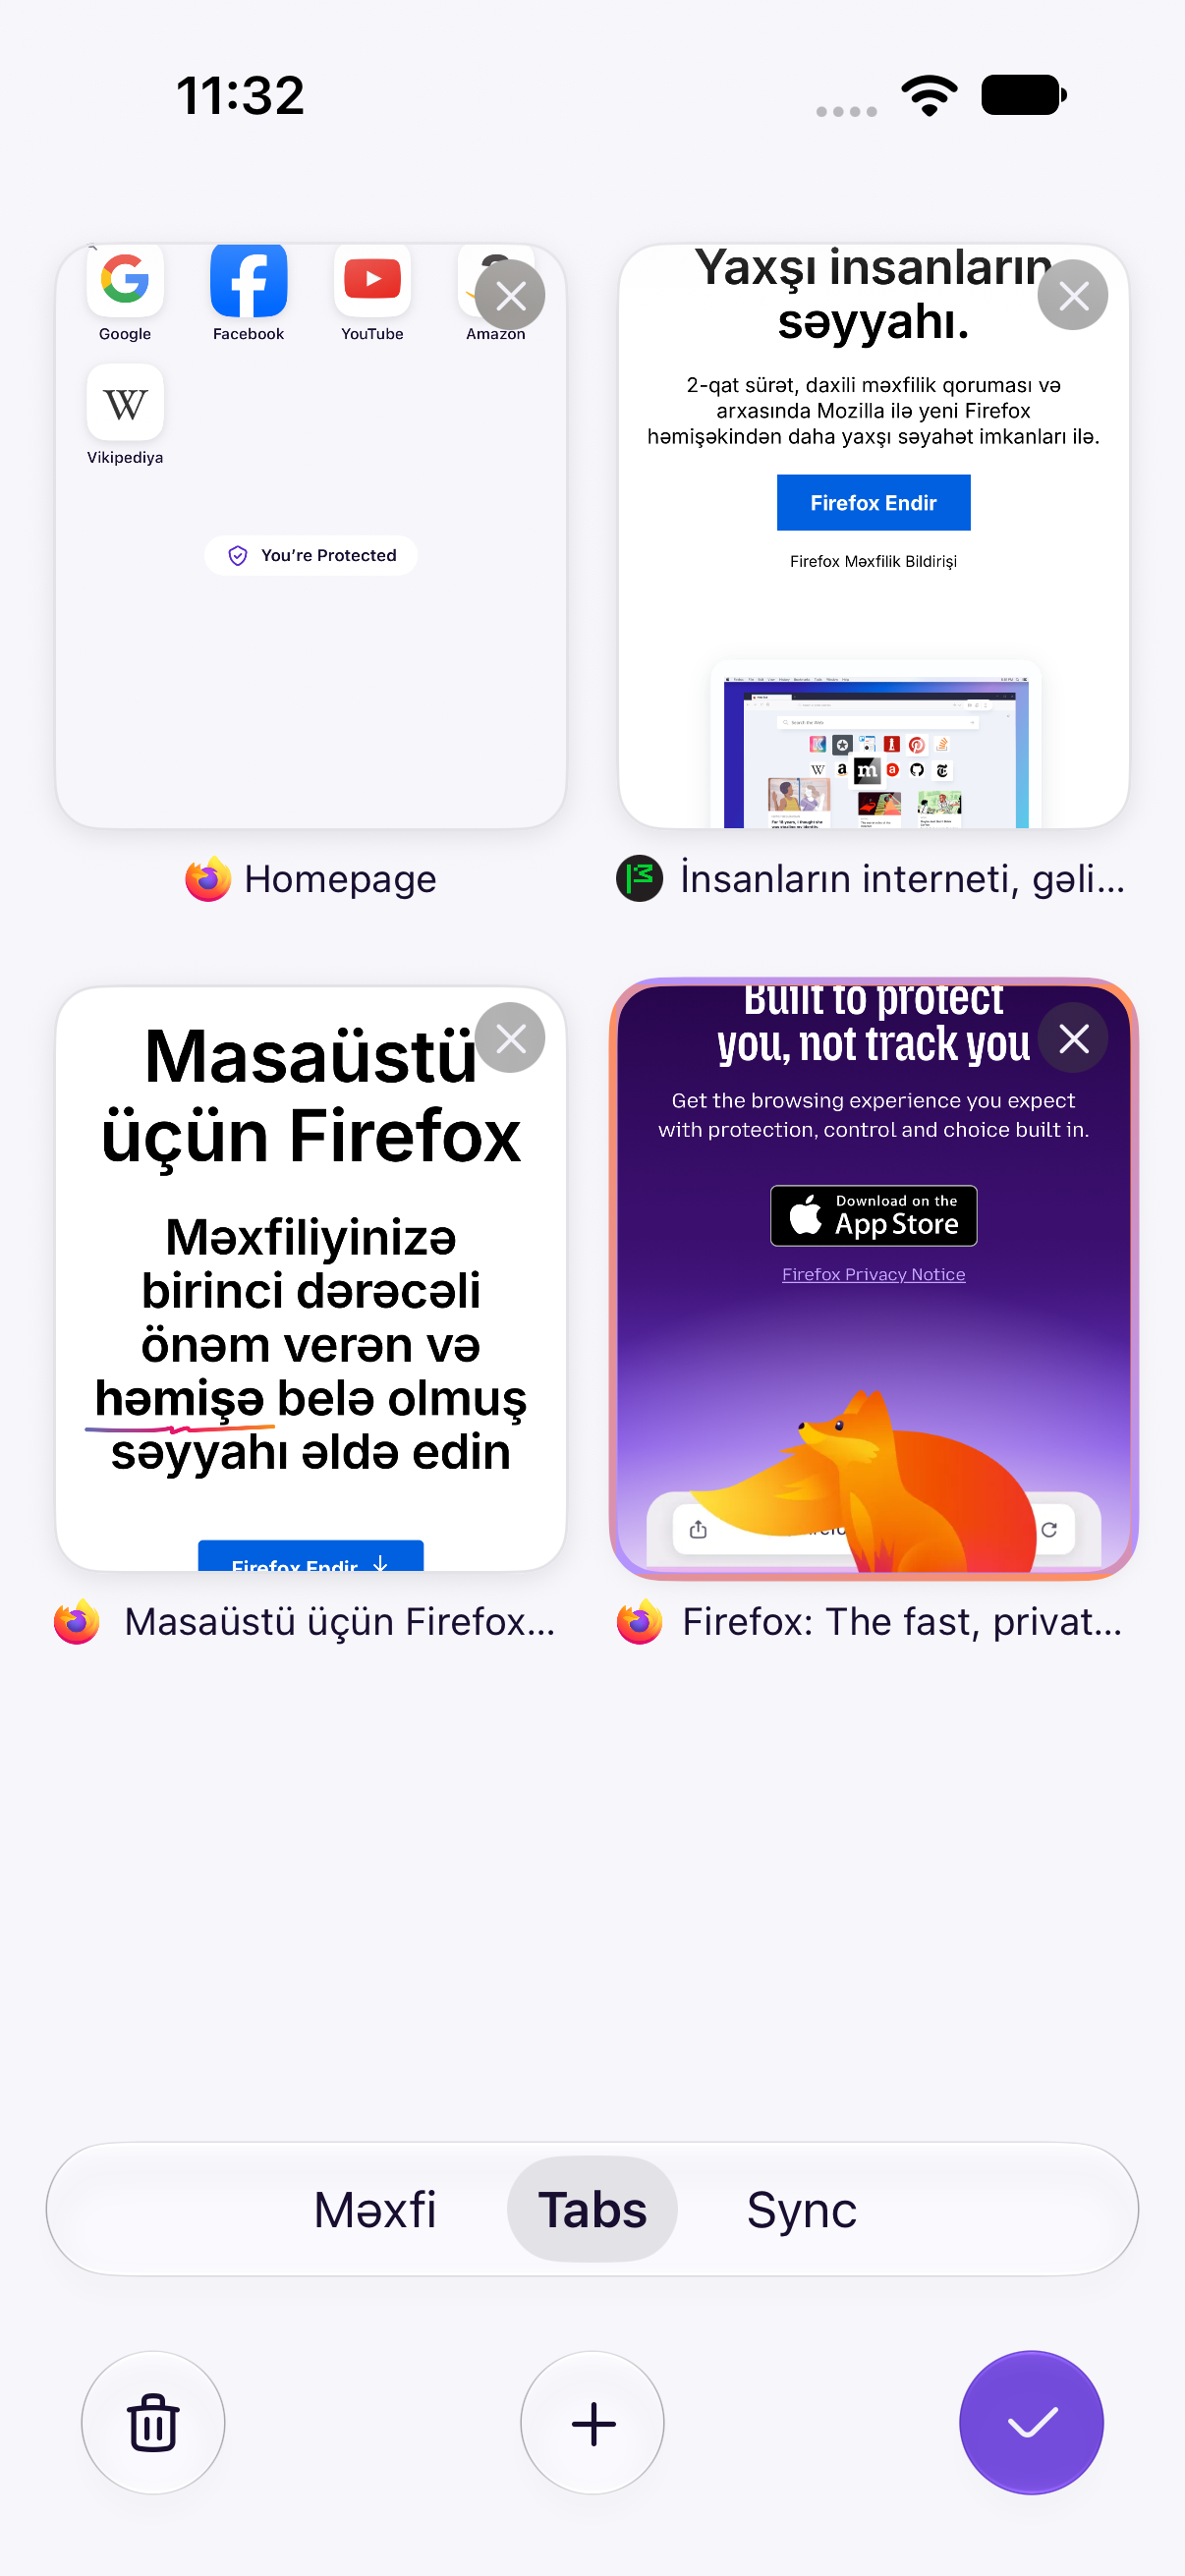 11:32
Google
Facebook
YouTube
Amazon
Vikipediya
You're Protected
Homepage
Yaxşı insanların
səyyahı.
2-qat sürət, daxili məxfilik qoruması və
arxasında Mozilla ilə yeni Firefox
həmişəkindən daha yaxşı səyahət imkanları ilə.
Firefox Endir
Firefox Məxfilik Bildirişi
Search the Web
İnsanların interneti, gəli...
Masaüstü
üçün Firefox
Məxfiliyinizə
birinci dərəcəli
önəm verən və
həmişə belə olmuş
səyyahı əldə edin
Firefox Endir
Masaüstü üçün Firefox...
Built to protect
you, not track you
Get the browsing experience you expect
with protection, control and choice built in.
Download on the
App Store
Firefox Privacy Notice
Firefox: The fast, privat...
Məxfi
Tabs
Sync